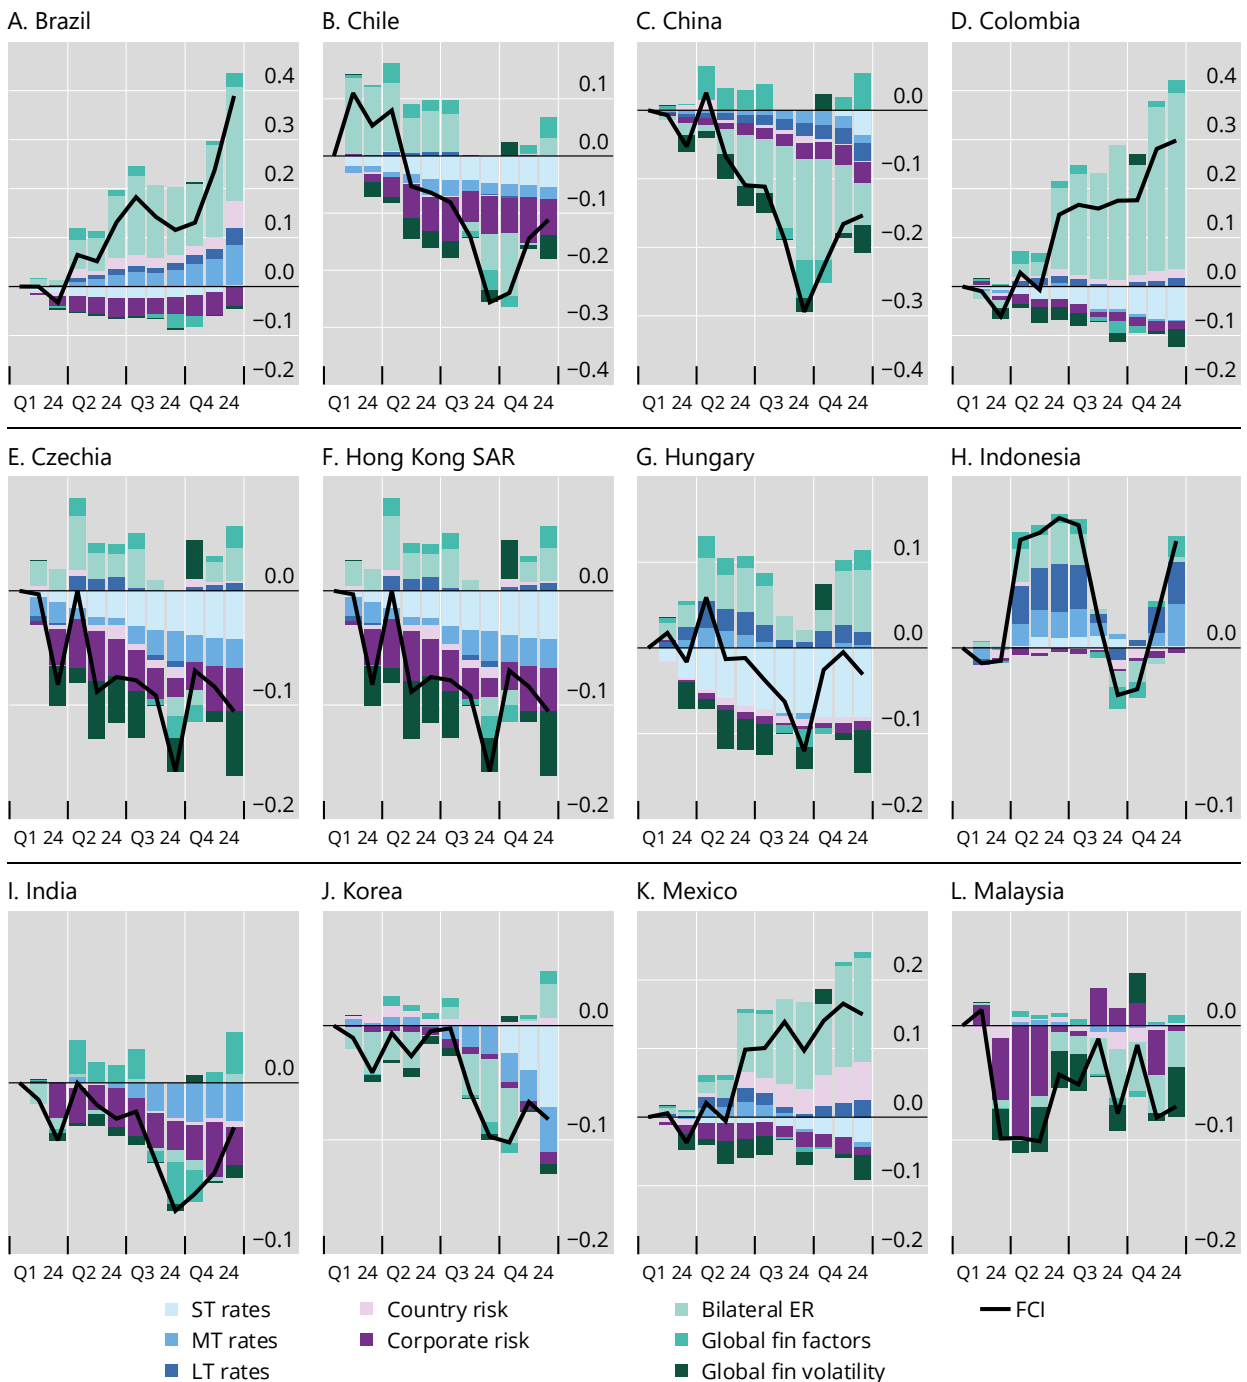 A. Brazil
B. Chile
C. China
D. Colombia
0.4
0.3
0.2
0.1
0.0
−0.1
−0.2
0.1
0.0
−0.1
−0.2
−0.3
−0.4
0.0
−0.1
−0.2
−0.3
−0.4
0.4
0.3
0.2
0.1
0.0
−0.1
−0.2
Q1 24 Q2 24 Q3 24 Q4 24
Q1 24 Q2 24 Q3 24 Q4 24
Q1 24 Q2 24 Q3 24 Q4 24
Q1 24 Q2 24 Q3 24 Q4 24
E. Czechia
F. Hong Kong SAR
G. Hungary
H. Indonesia
0.0
−0.1
−0.2
0.0
−0.1
−0.2
0.1
0.0
−0.1
−0.2
0.0
−0.1
Q1 24 Q2 24 Q3 24 Q4 24
Q1 24 Q2 24 Q3 24 Q4 24
Q1 24 Q2 24 Q3 24 Q4 24
Q1 24 Q2 24 Q3 24 Q4 24
I. India
J. Korea
K. Mexico
L. Malaysia
0.0
−0.1
0.0
−0.1
−0.2
0.2
0.1
0.0
−0.1
−0.2
0.0
−0.1
−0.2
Q1 24 Q2 24 Q3 24 Q4 24
Q1 24 Q2 24 Q3 24 Q4 24
Q1 24 Q2 24 Q3 24 Q4 24
Q1 24 Q2 24 Q3 24 Q4 24
ST rates
MT rates
LT rates
Country risk
Corporate risk
Bilateral ER
Global fin factors
Global fin volatility
FCI